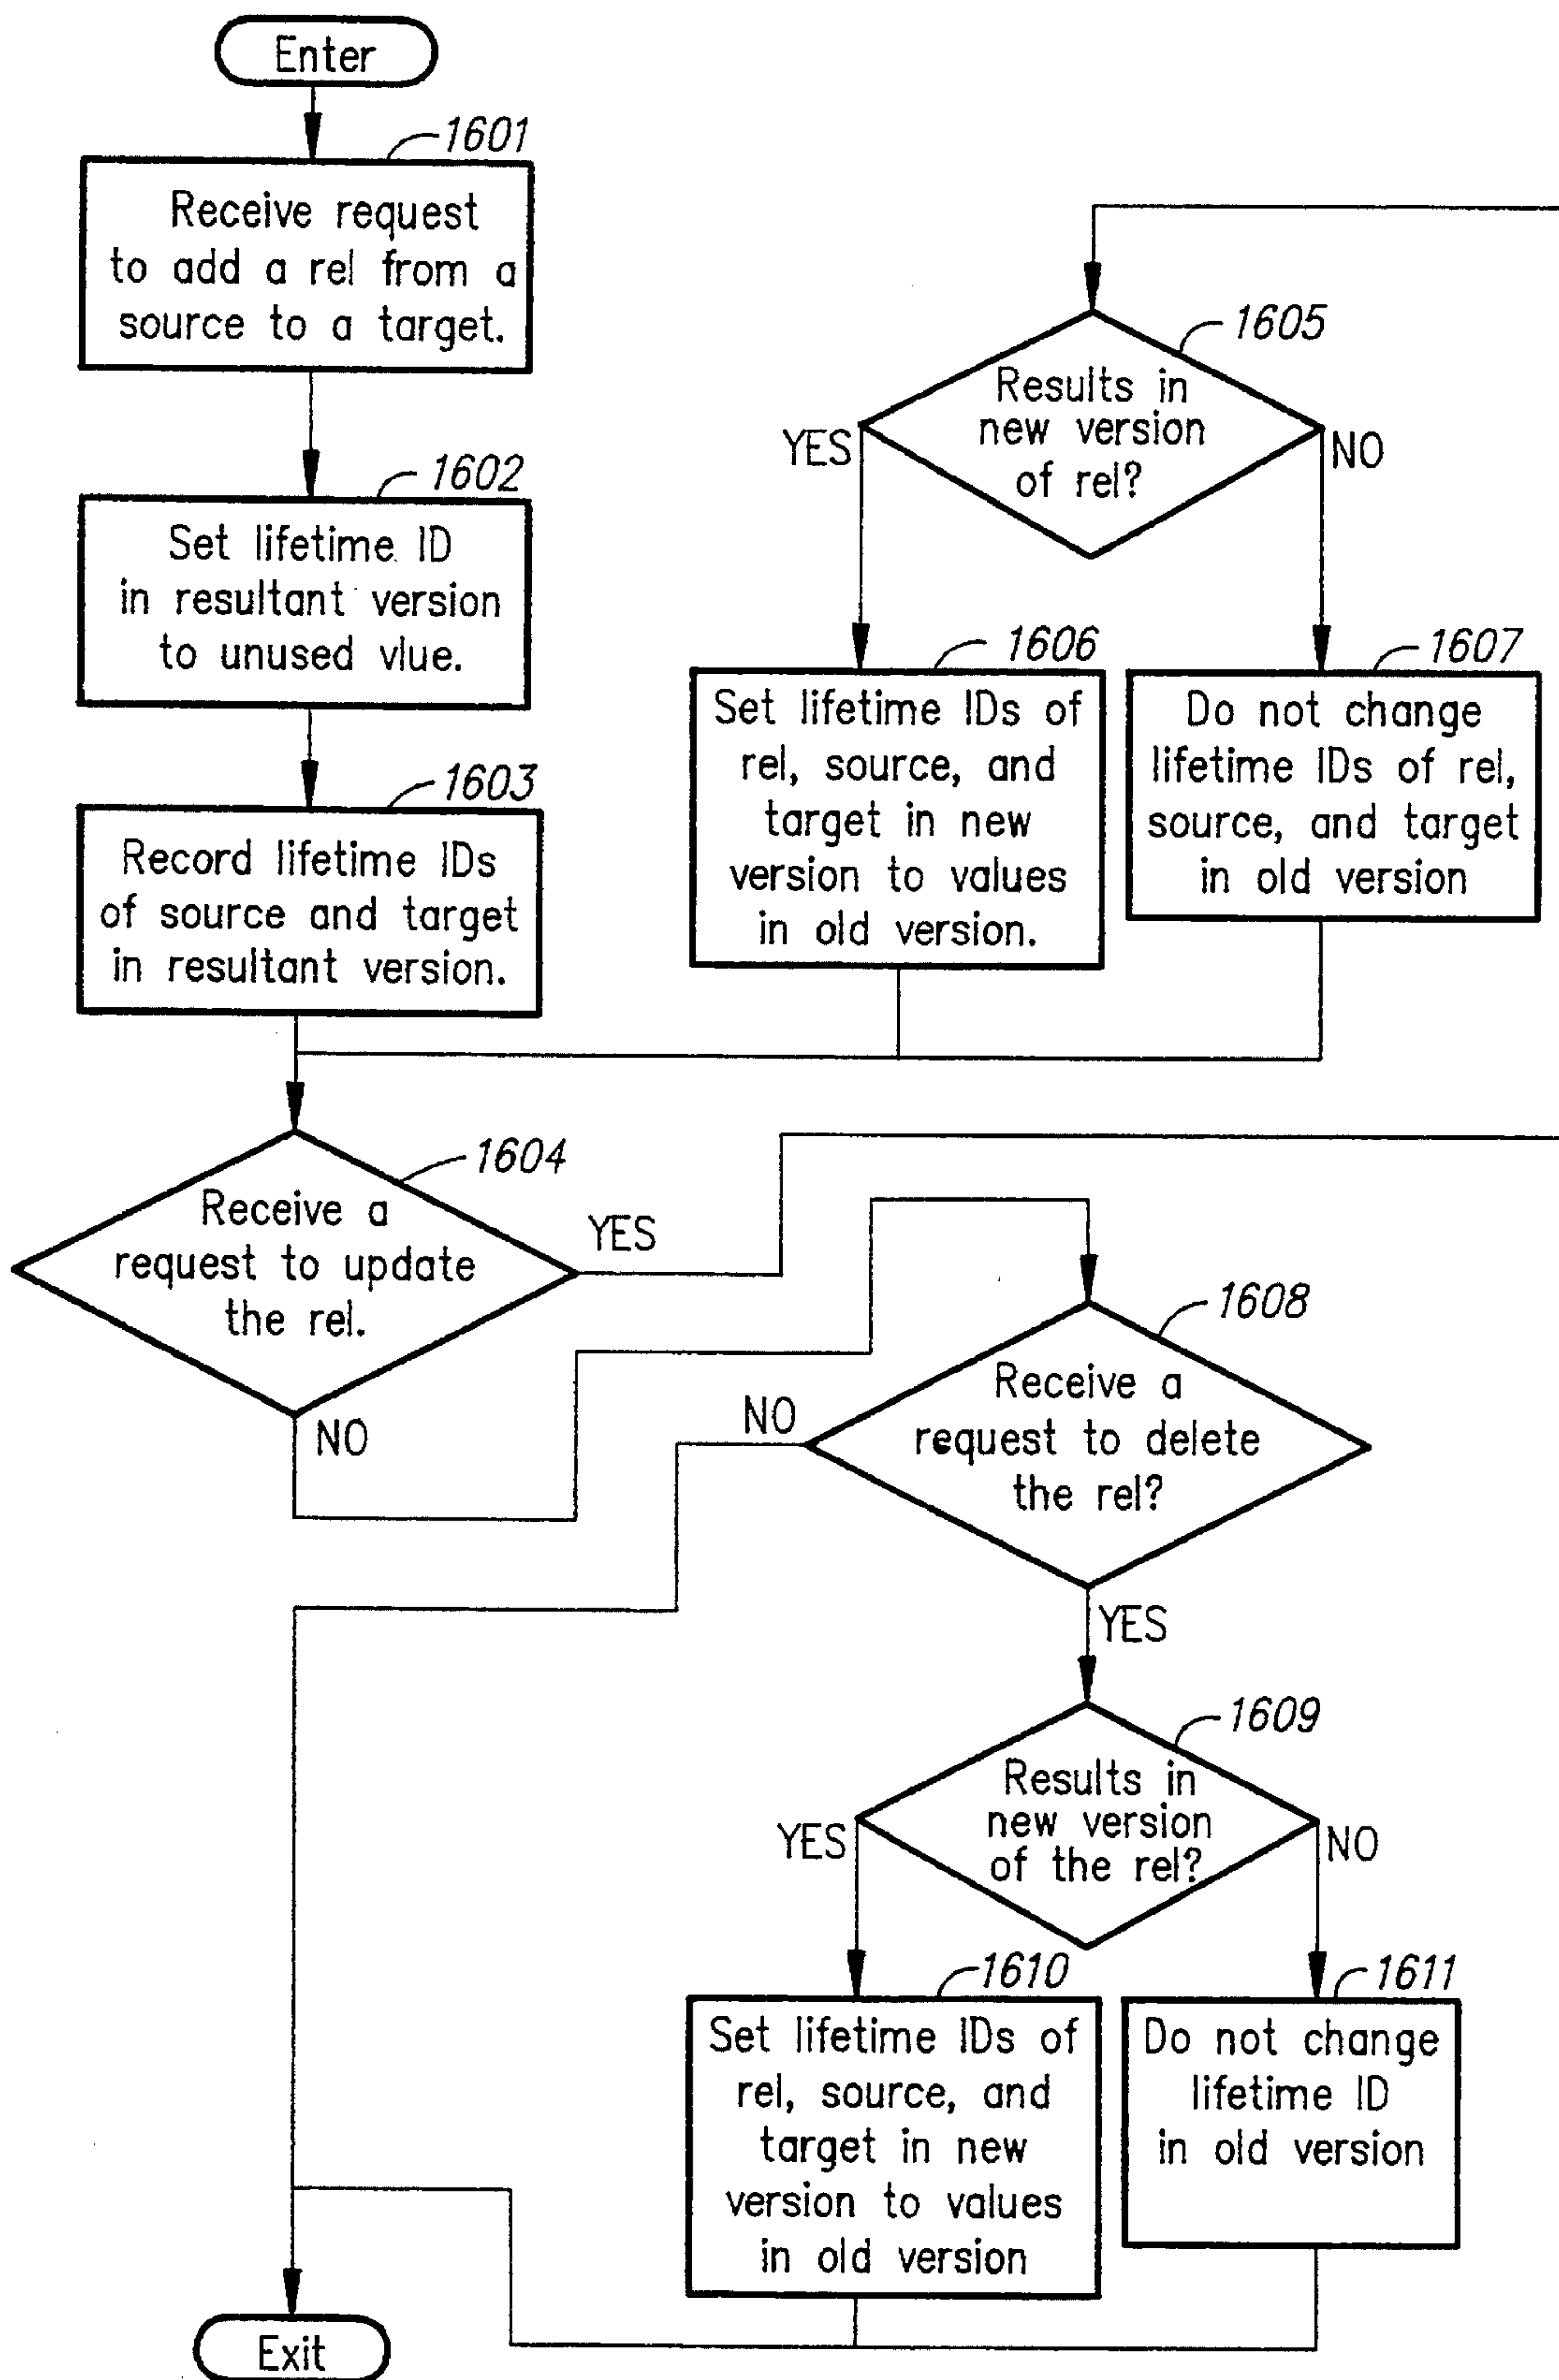 Enter
1601
Receive request
to add a rel from a
source to a target.
1602
Set lifetime ID
in resultant version
to unused vlue.
1603
Record lifetime IDs
of source and target
in resultant version.
1604
Receive a
request to update
the rel.
YES
NO
1605
Results in
new version
of rel?
YES
NO
1606
Set lifetime IDs of
rel, source, and
target in new
version to values
in old version.
1607
Do not change
lifetime IDs of rel,
source, and target
in old version
1608
Receive a
request to delete
the rel?
NO
YES
1609
Results in
new version
of the rel?
YES
NO
1610
Set lifetime IDs of
rel, source, and
target in new
version to values
in old version
1611
Do not change
lifetime ID
in old version
Exit